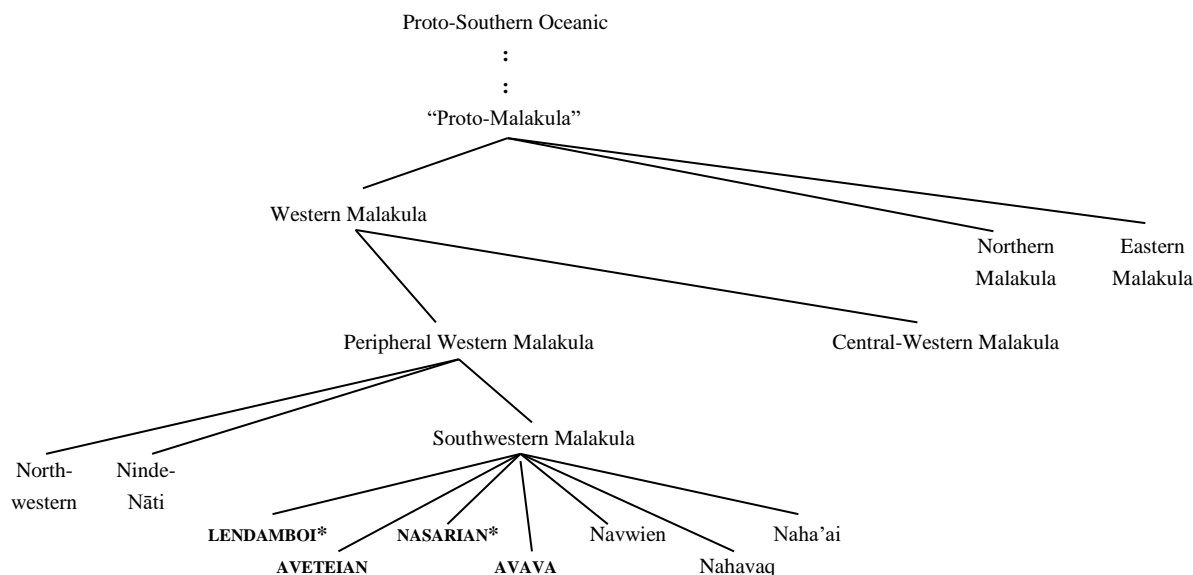 Proto-Southern Oceanic
:
:
“Proto-Malakula”
Western Malakula
Northern
Malakula
Eastern
Malakula
Peripheral Western Malakula
Central-Western Malakula
Southwestern Malakula
North-
western
Ninde-
Nāti
LENDAMBOI*
NASARIAN*
Navwien
Naha’ai
AVETEIAN
AVAVA
Nahavaq